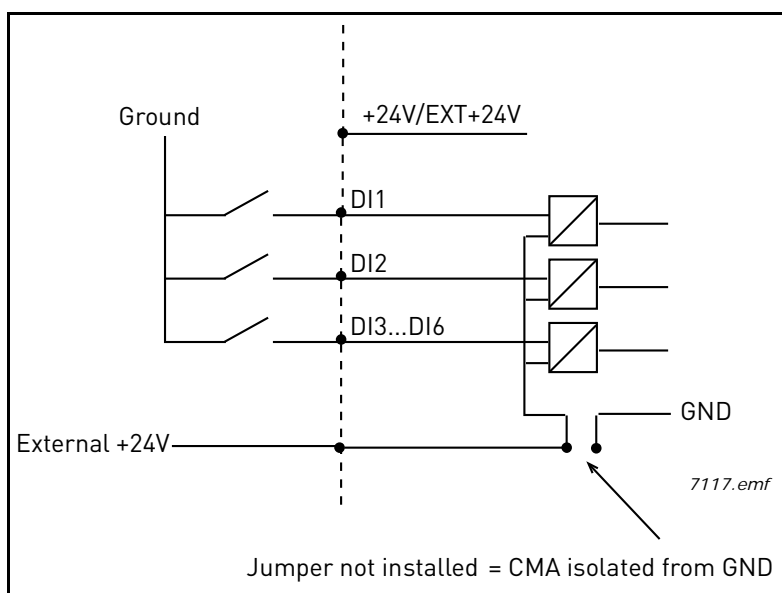 Ground
+24V/EXT+24V
DI1
DI2
DI3...DI6
GND
External +24V
7117.emf
Jumper not installed = CMA isolated from GND